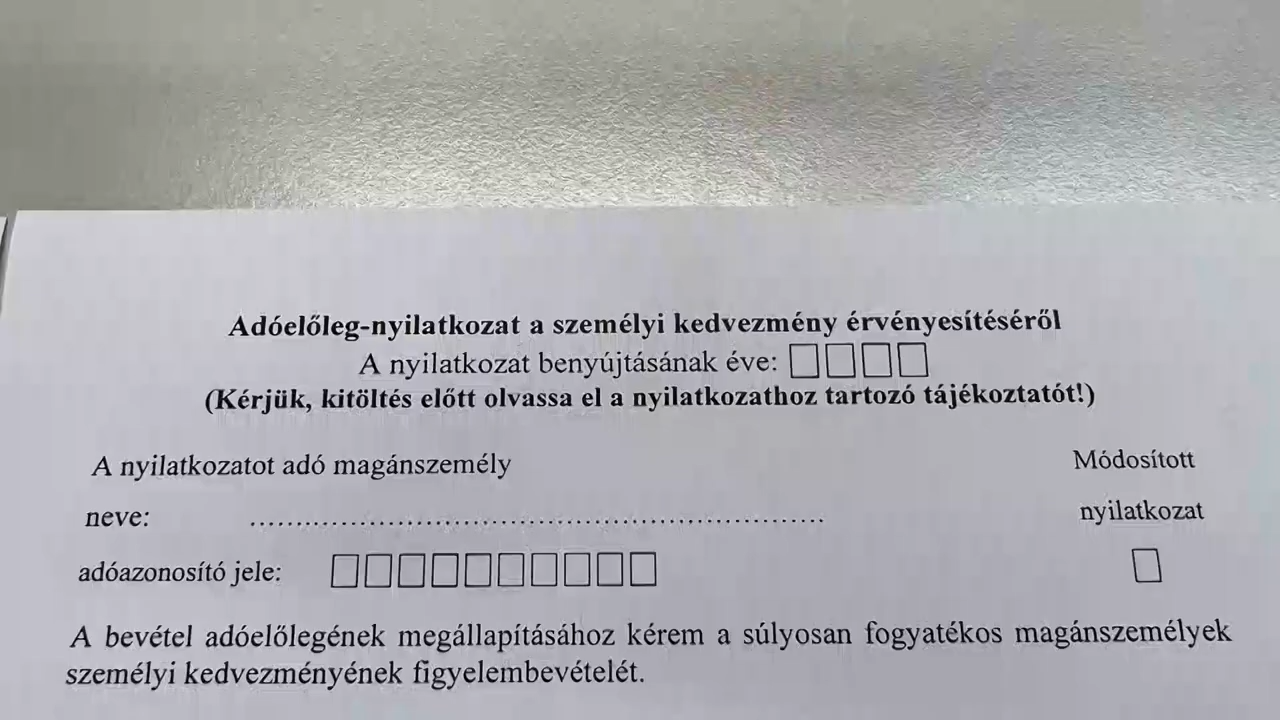 Adóelőleg-nyilatkozat a személyi kedvezmény érvényesítéséről
A nyilatkozat benyújtásának éve:
(Kérjük, kitöltés előtt olvassa el a nyilatkozathoz tartozó tájékoztatót!)
A nyilatkozatot adó magánszemély
Módosított
neve: ..............................................................
nyilatkozat
adóazonosító jele:
A bevétel adóelőlegének megállapításához kérem a súlyosan fogyatékos magánszemélyek
személyi kedvezményének figyelembevételét.